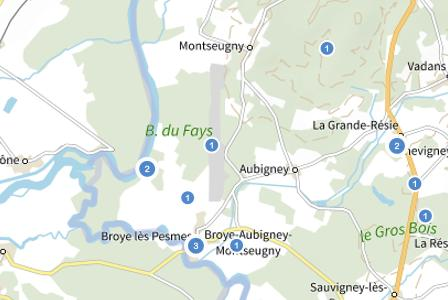 Montseugny
1
Vadans
B. du Fays
1
La Grande-Résie
2
ône
2
Aubigney
1
1
1
le Gros Bois
Broye lès Pesmes
3
Broye-Aubigney-
Montseugny
1
La Rés
Sauvigney-lès-